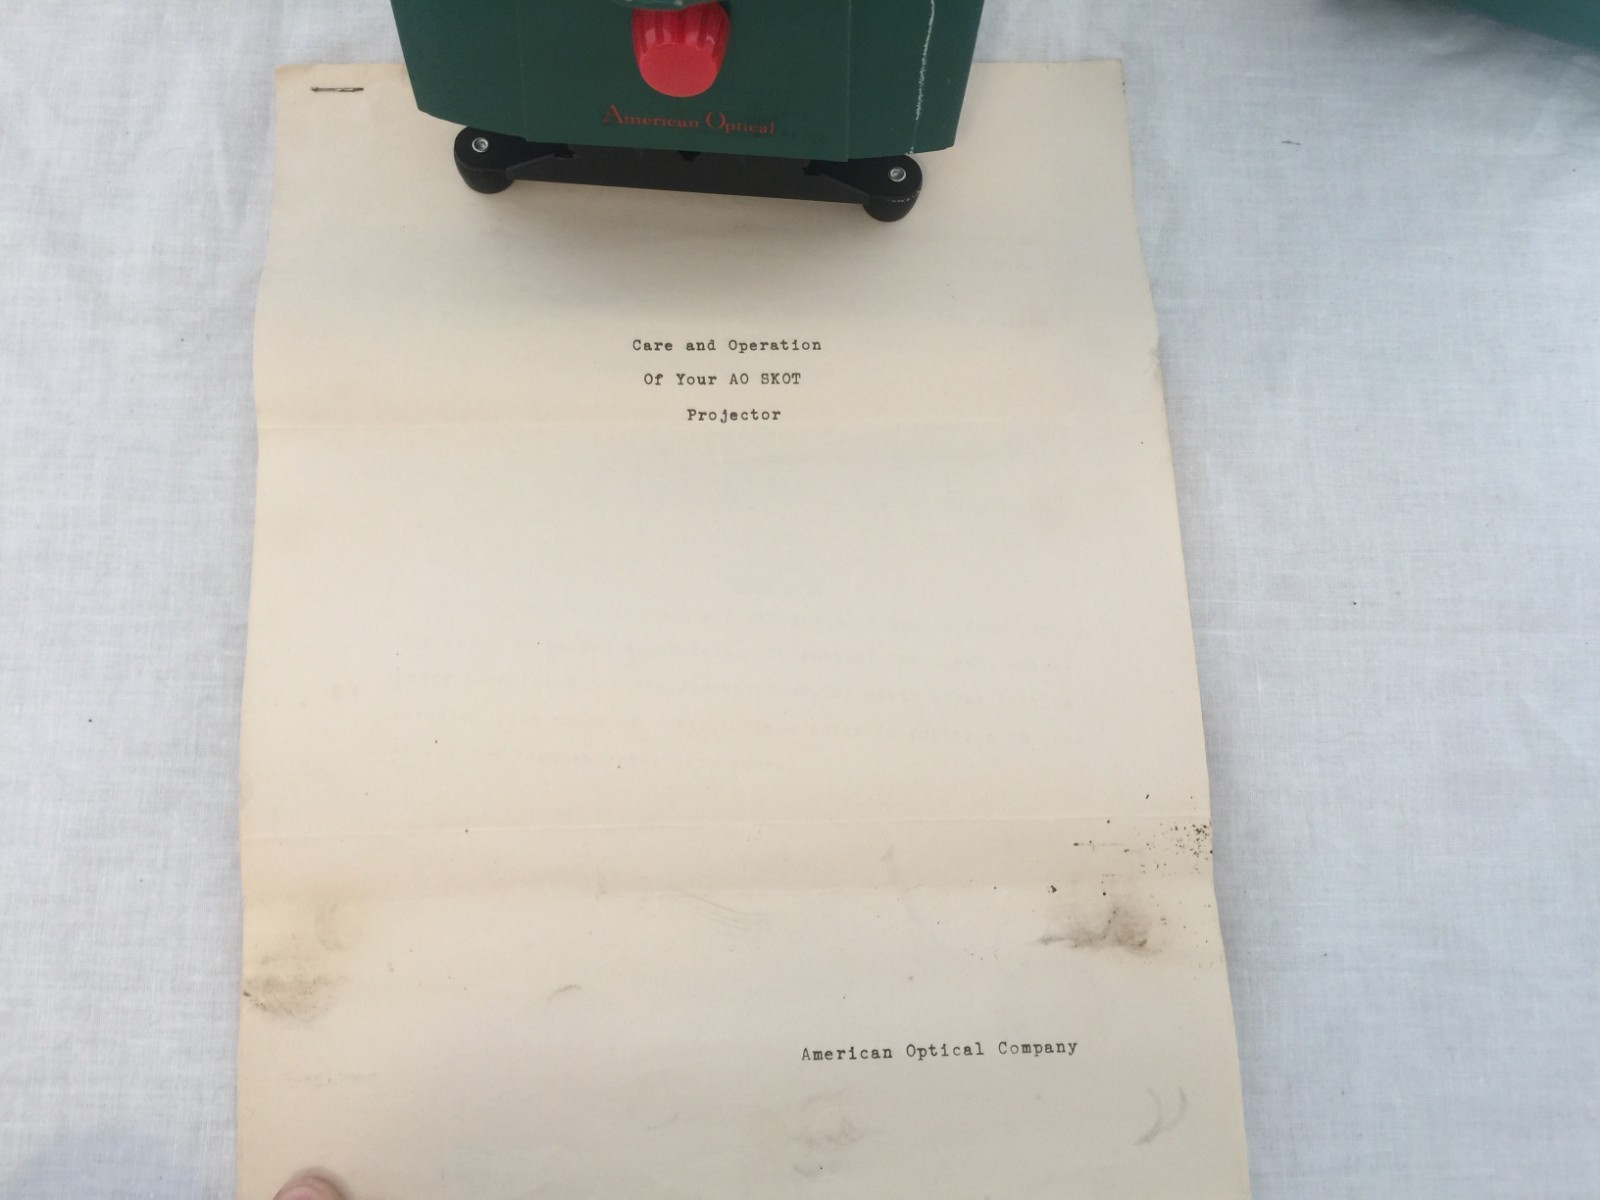 American Optical
Care and Operation
Of Your AO SKOT
Projector
American Optical Company